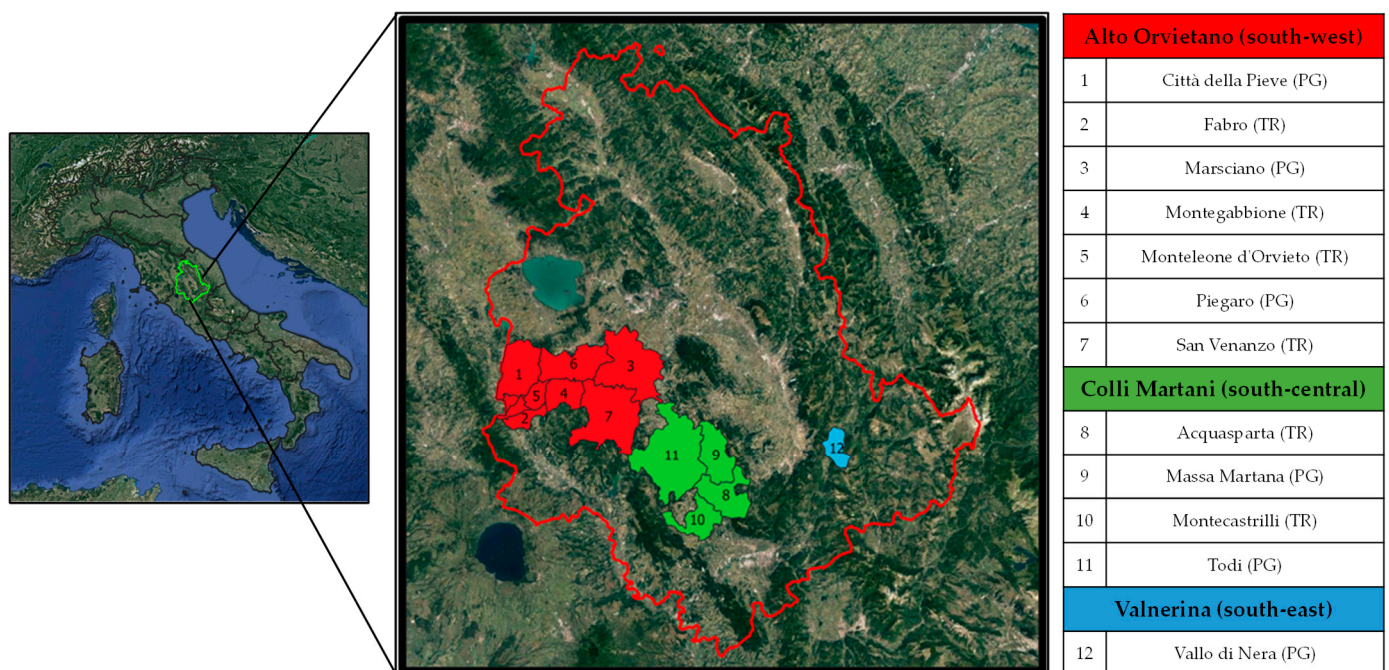 1
6
3
5
4
2
7
11
9
8
10
12
Alto Orvietano (south-west)
1 Città della Pieve (PG)
2 Fabro (TR)
3 Marsciano (PG)
4 Montegabbione (TR)
5 Monteleone d'Orvieto (TR)
6 Piegaro (PG)
7 San Venanzo (TR)
Colli Martani (south-central)
8 Acquasparta (TR)
9 Massa Martana (PG)
10 Montecastrilli (TR)
11 Todi (PG)
Valnerina (south-east)
12 Vallo di Nera (PG)